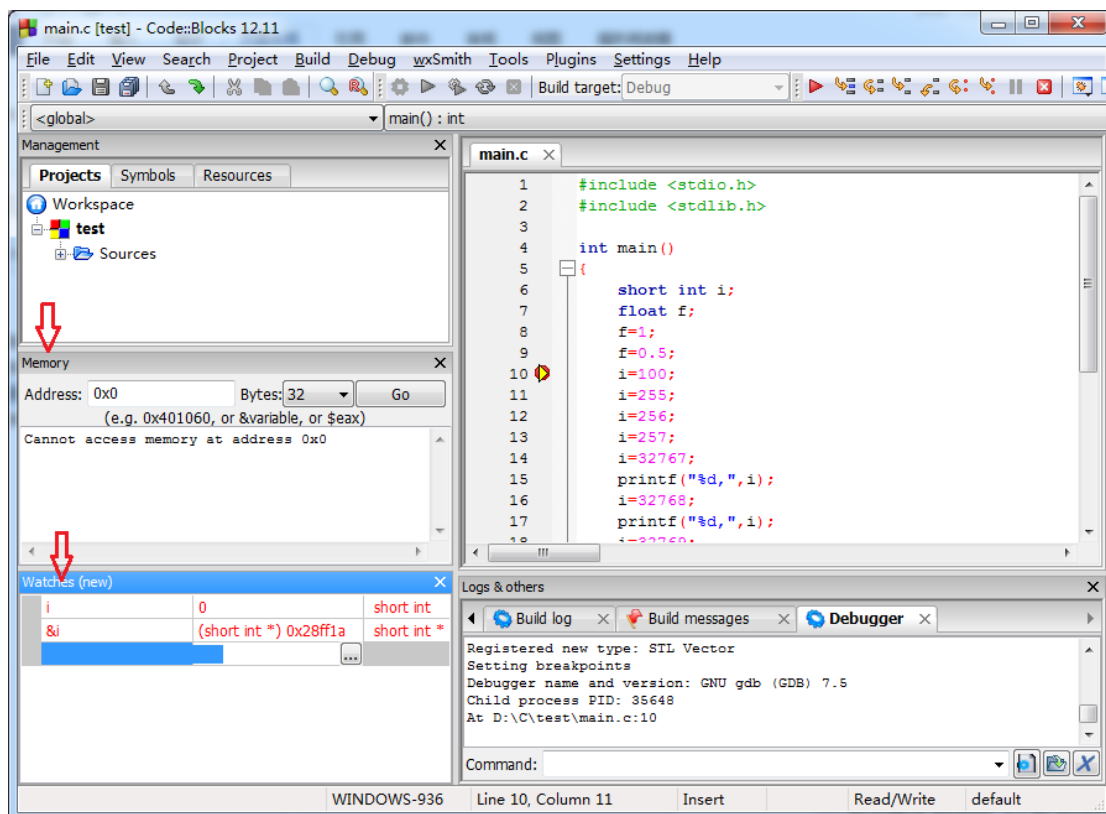 main.c [test] - Code::Blocks 12.11
File Edit View Search Project Build Debug wxSmith Tools Plugins Settings Help
Build target: Debug
<global> main() : int
Management
Projects Symbols Resources
Workspace
test
Sources
Memory
Address: 0x0 Bytes: 32 Go
(e.g. 0x401060, or &variable, or $eax)
Cannot access memory at address 0x0
Watches (new)
i 0 short int
&i (short int *) 0x28ff1a short int *
...
main.c
1 #include <stdio.h>
2 #include <stdlib.h>
3
4 int main()
5 {
6 short int i;
7 float f;
8 f=1;
9 f=0.5;
10 i=100;
11 i=255;
12 i=256;
13 i=257;
14 i=32767;
15 printf("%d,",i);
16 i=32768;
17 printf("%d,",i);
18 i=32769;
Logs & others
Build log Build messages Debugger
Registered new type: STL Vector
Setting breakpoints
Debugger name and version: GNU gdb (GDB) 7.5
Child process PID: 35648
At D:\C\test\main.c:10
Command:
WINDOWS-936 Line 10, Column 11 Insert Read/Write default